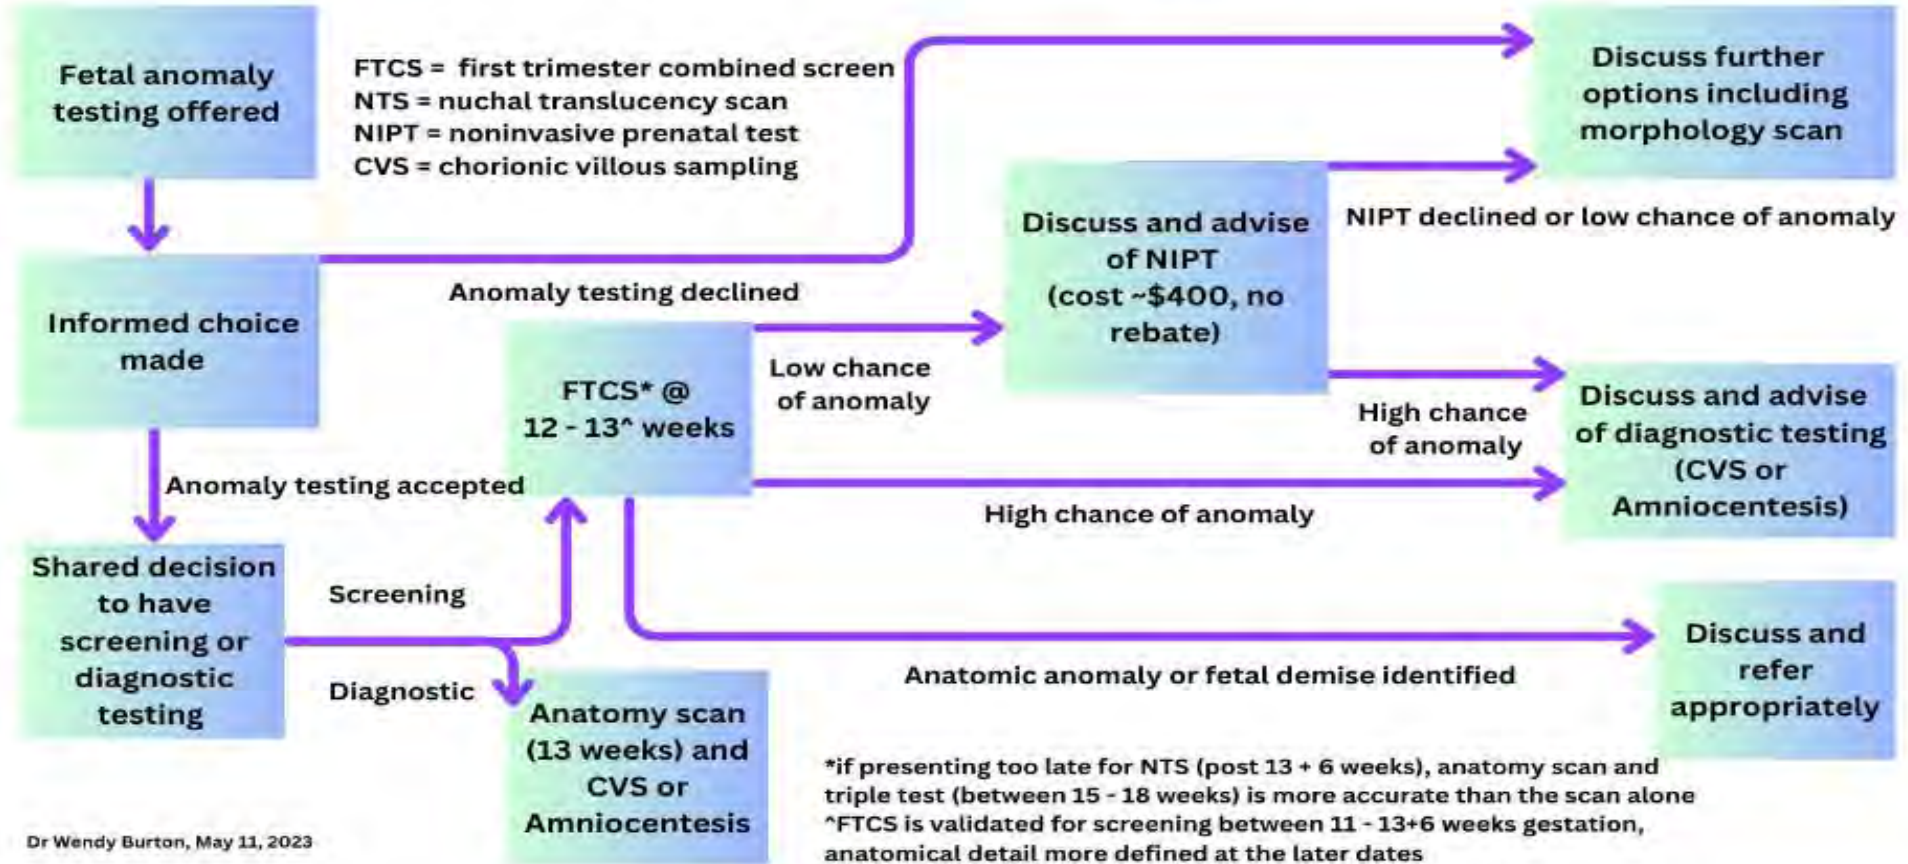 Fetal anomaly
testing offered
FTCS = first trimester combined screen
NTS = nuchal translucency scan
NIPT = noninvasive prenatal test
CVS = chorionic villous sampling
Discuss further
options including
morphology scan
Discuss and advise
of NIPT
(cost ~$400, no
rebate)
NIPT declined or low chance of anomaly
Anomaly testing declined
Informed choice
made
FTCS* @
12 - 13^ weeks
Low chance
of anomaly
High chance
of anomaly
Discuss and advise
of diagnostic testing
(CVS or
Amniocentesis)
Anomaly testing accepted
High chance of anomaly
Shared decision
to have
screening or
diagnostic
testing
Screening
Diagnostic
Anatomy scan
(13 weeks) and
CVS or
Amniocentesis
Anatomic anomaly or fetal demise identified
Discuss and
refer
appropriately
*if presenting too late for NTS (post 13 + 6 weeks), anatomy scan and
triple test (between 15 - 18 weeks) is more accurate than the scan alone
^FTCS is validated for screening between 11 - 13+6 weeks gestation,
anatomical detail more defined at the later dates
Dr Wendy Burton, May 11, 2023